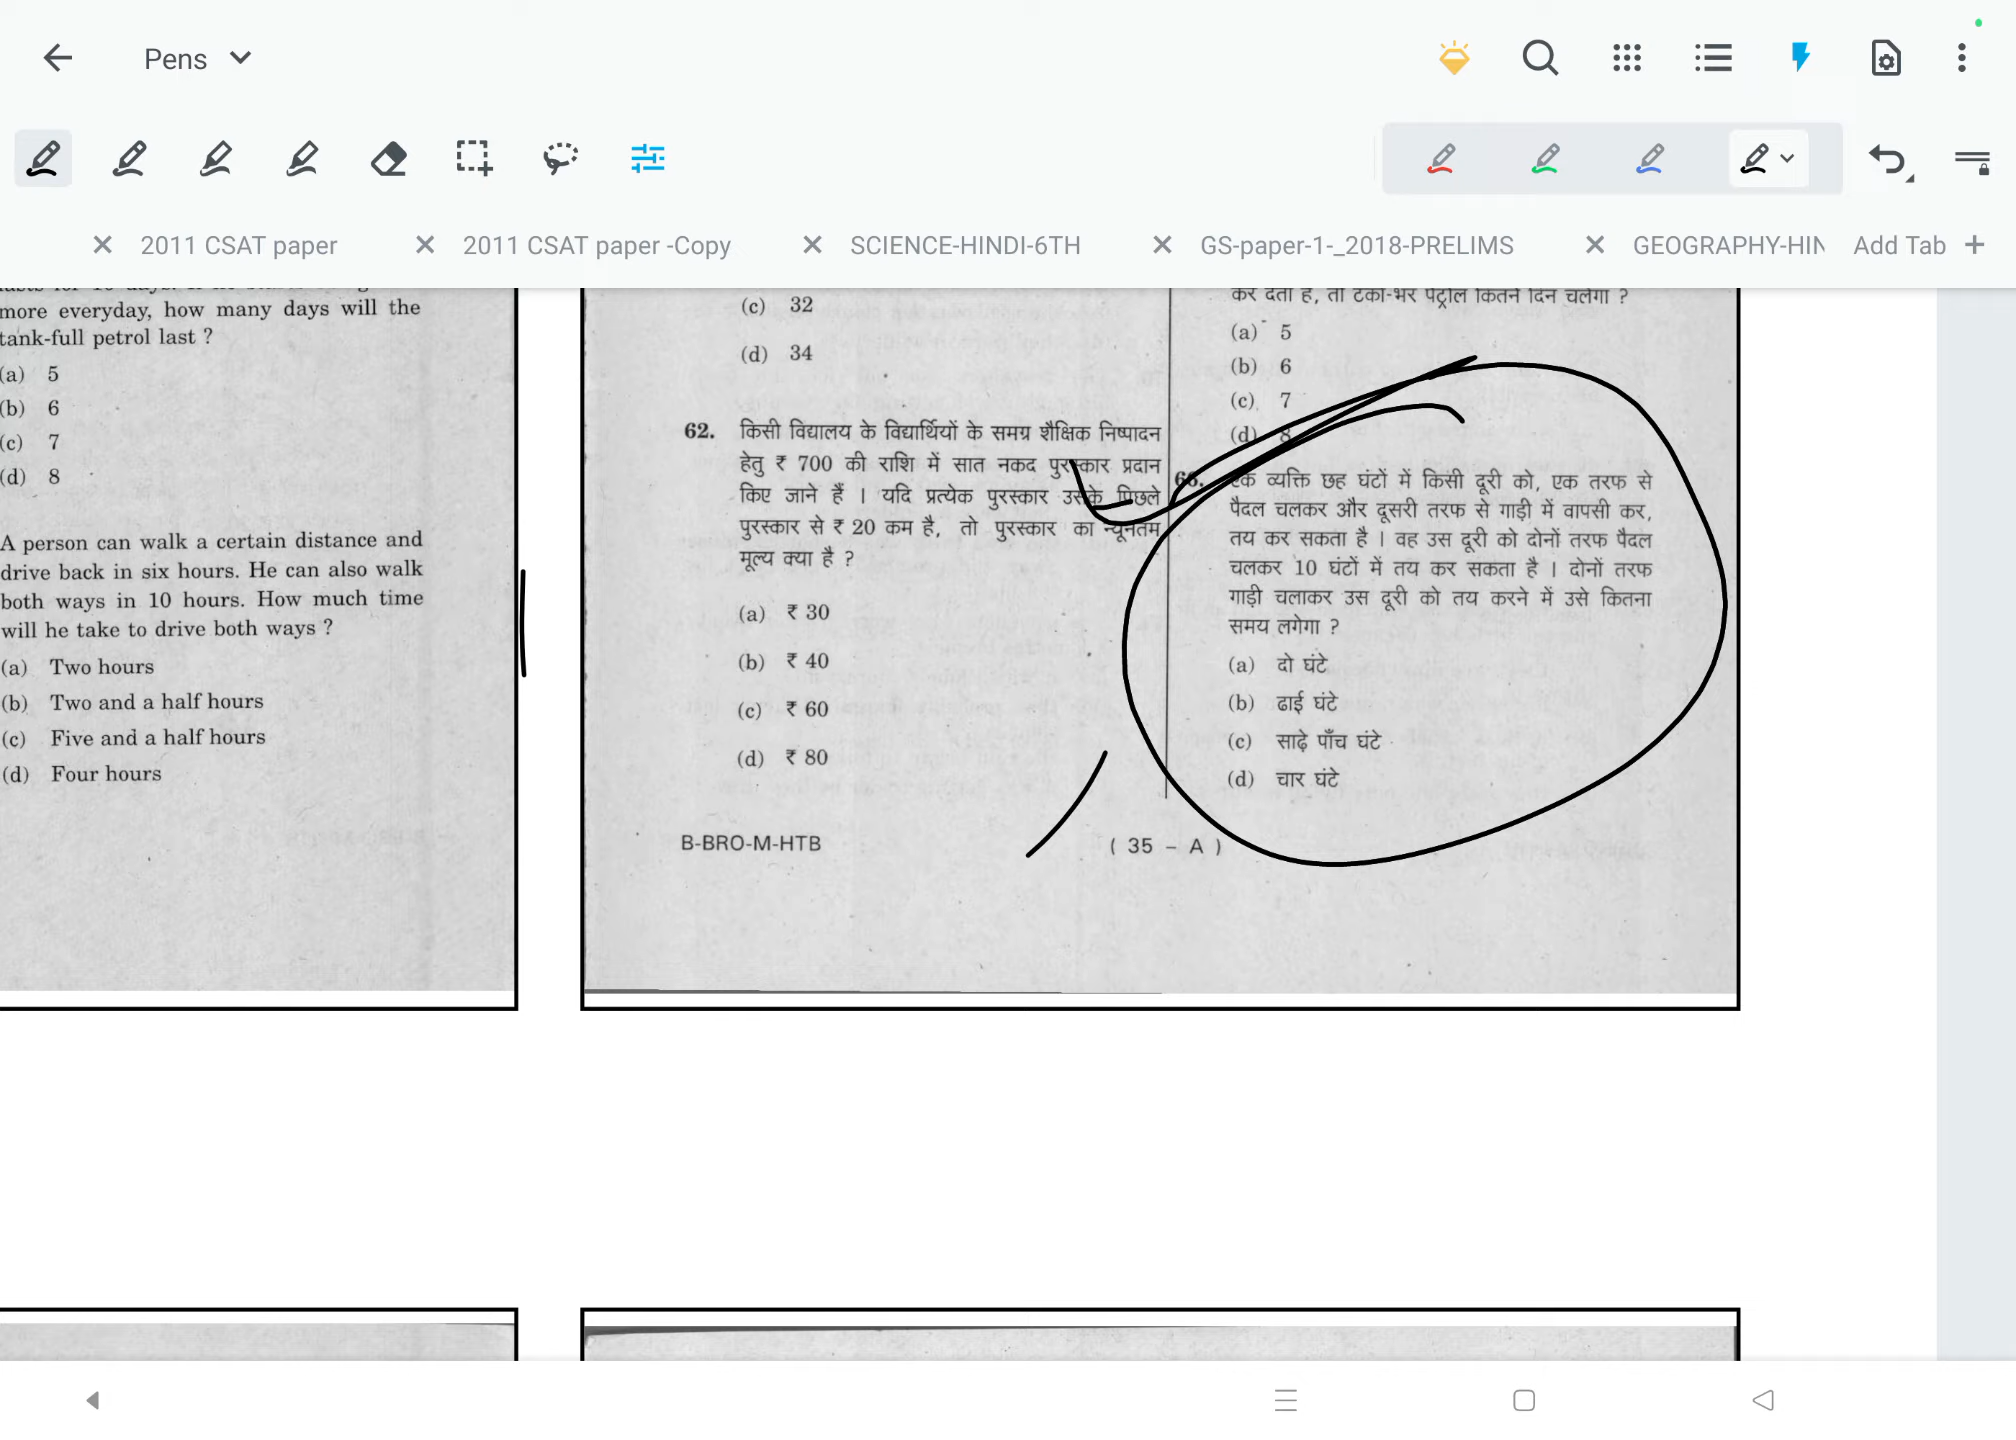 Pens
2011 CSAT paper
2011 CSAT paper -Copy
SCIENCE-HINDI-6TH
GS-paper-1-_2018-PRELIMS
GEOGRAPHY-HIN
Add Tab +
more everyday, how many days will the
tank-full petrol last ?
(a) 5
(b) 6
(c) 7
(d) 8
A person can walk a certain distance and
drive back in six hours. He can also walk
both ways in 10 hours. How much time
will he take to drive both ways ?
(a) Two hours
(b) Two and a half hours
(c) Five and a half hours
(d) Four hours
(c) 32
(d) 34
62. किसी विद्यालय के विद्यार्थियों के समग्र शैक्षिक निष्पादन
हेतु ₹ 700 की राशि में सात नकद पुरस्कार प्रदान
किए जाने हैं । यदि प्रत्येक पुरस्कार उसके पिछले
पुरस्कार से ₹ 20 कम है, तो पुरस्कार का न्यूनतम
मूल्य क्या है ?
(a) ₹ 30
(b) ₹ 40
(c) ₹ 60
(d) ₹ 80
B-BRO-M-HTB
( 35 – A )
कर देता है, तो टंकी-भर पेट्रोल कितने दिन चलेगा ?
(a) 5
(b) 6
(c) 7
(d) 8
66. एक व्यक्ति छह घंटों में किसी दूरी को, एक तरफ से
पैदल चलकर और दूसरी तरफ से गाड़ी में वापसी कर,
तय कर सकता है । वह उस दूरी को दोनों तरफ पैदल
चलकर 10 घंटों में तय कर सकता है । दोनों तरफ
गाड़ी चलाकर उस दूरी को तय करने में उसे कितना
समय लगेगा ?
(a) दो घंटे
(b) ढाई घंटे
(c) साढ़े पाँच घंटे
(d) चार घंटे